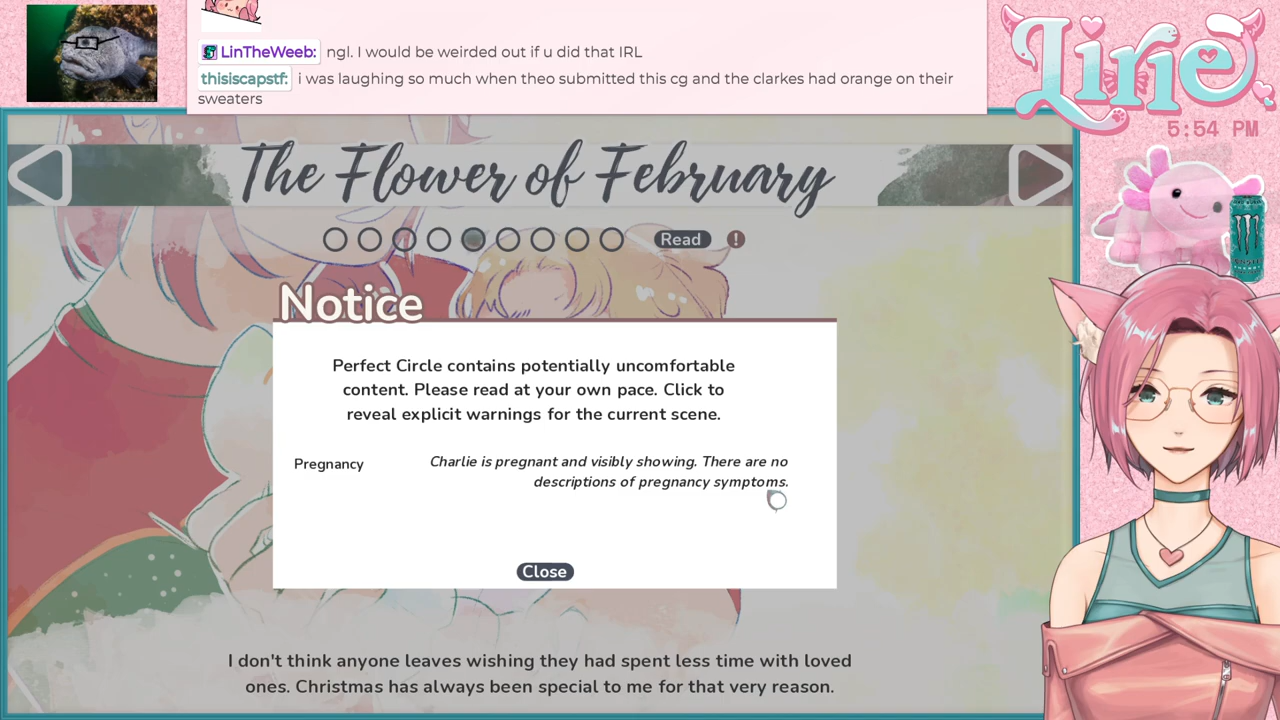 LinTheWeeb: ngl. I would be weirded out if u did that IRL
thisiscapstf: i was laughing so much when theo submitted this cg and the clarkes had orange on their
sweaters
Lirie
5:54 PM
The Flower of February
Read !
Notice
Perfect Circle contains potentially uncomfortable
content. Please read at your own pace. Click to
reveal explicit warnings for the current scene.
Pregnancy
Charlie is pregnant and visibly showing. There are no
descriptions of pregnancy symptoms.
Close
I don't think anyone leaves wishing they had spent less time with loved
ones. Christmas has always been special to me for that very reason.